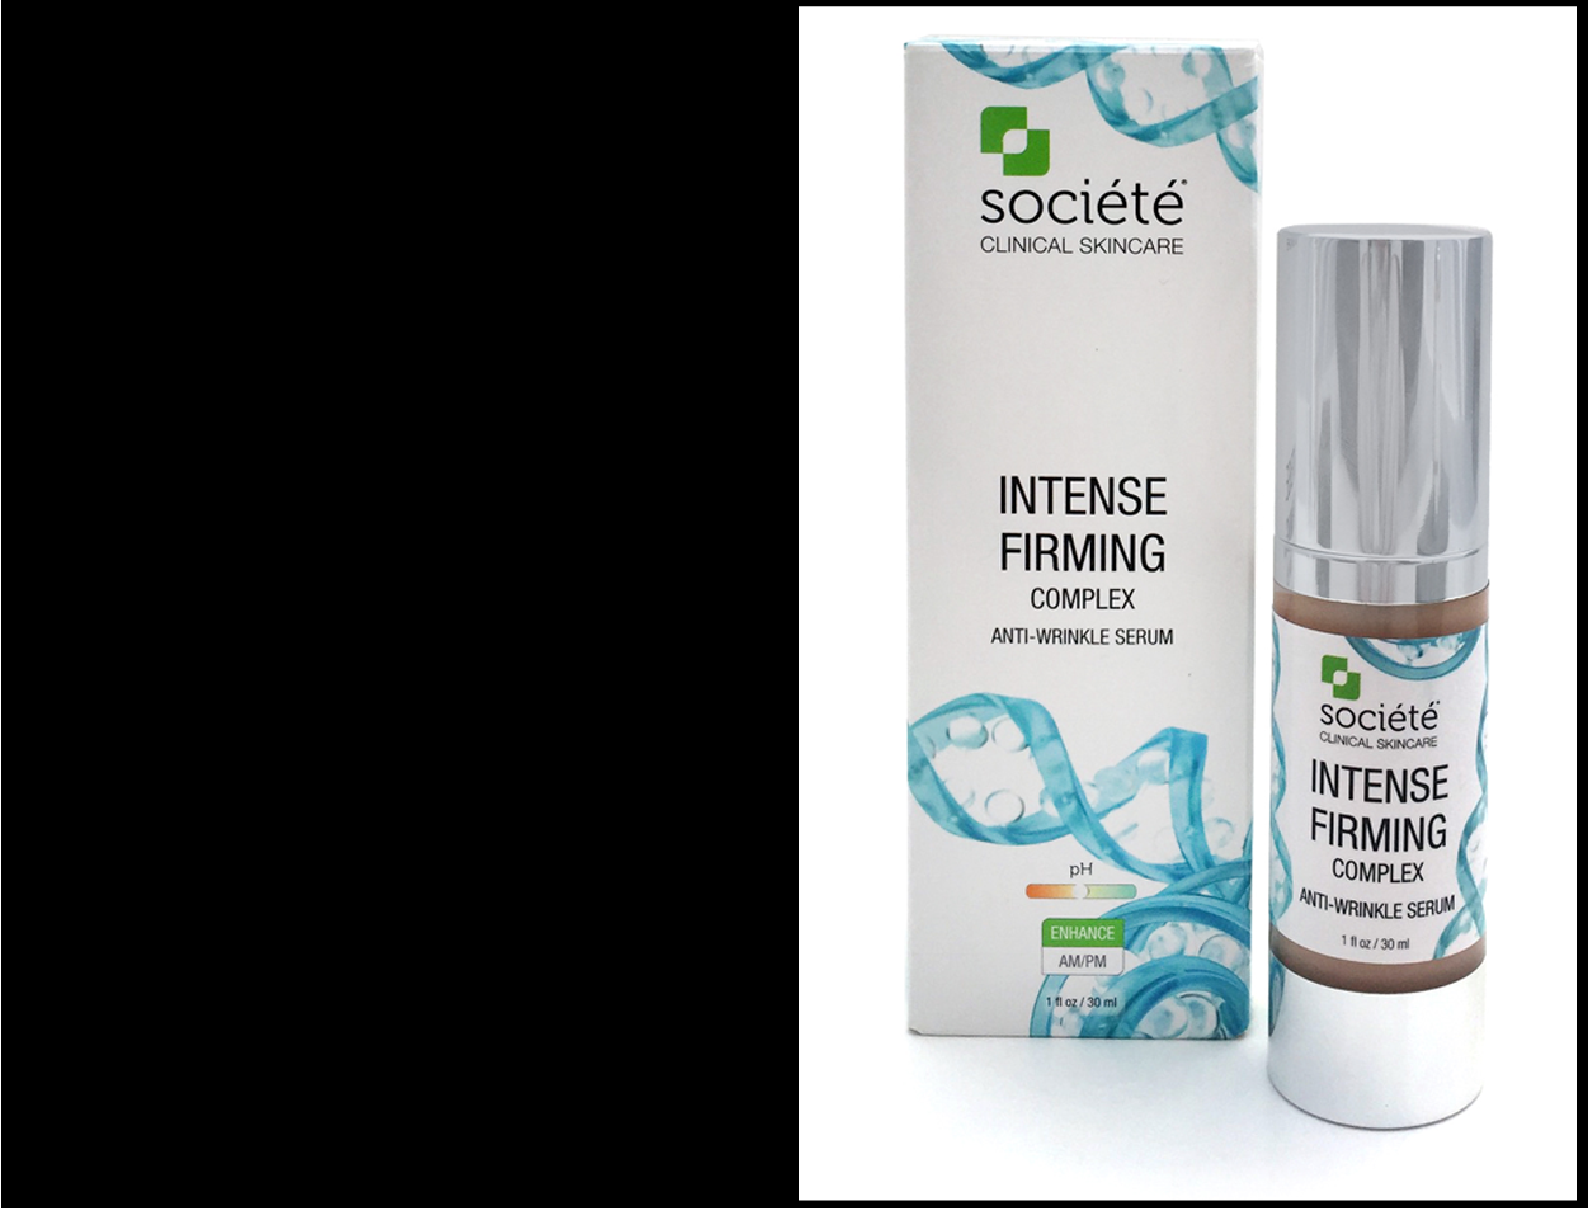 société®
CLINICAL SKINCARE
INTENSE
FIRMING
COMPLEX
ANTI-WRINKLE SERUM
pH
ENHANCE
AM/PM
1 fl oz / 30 ml
société®
CLINICAL SKINCARE
INTENSE
FIRMING
COMPLEX
ANTI-WRINKLE SERUM
1 fl oz / 30 ml